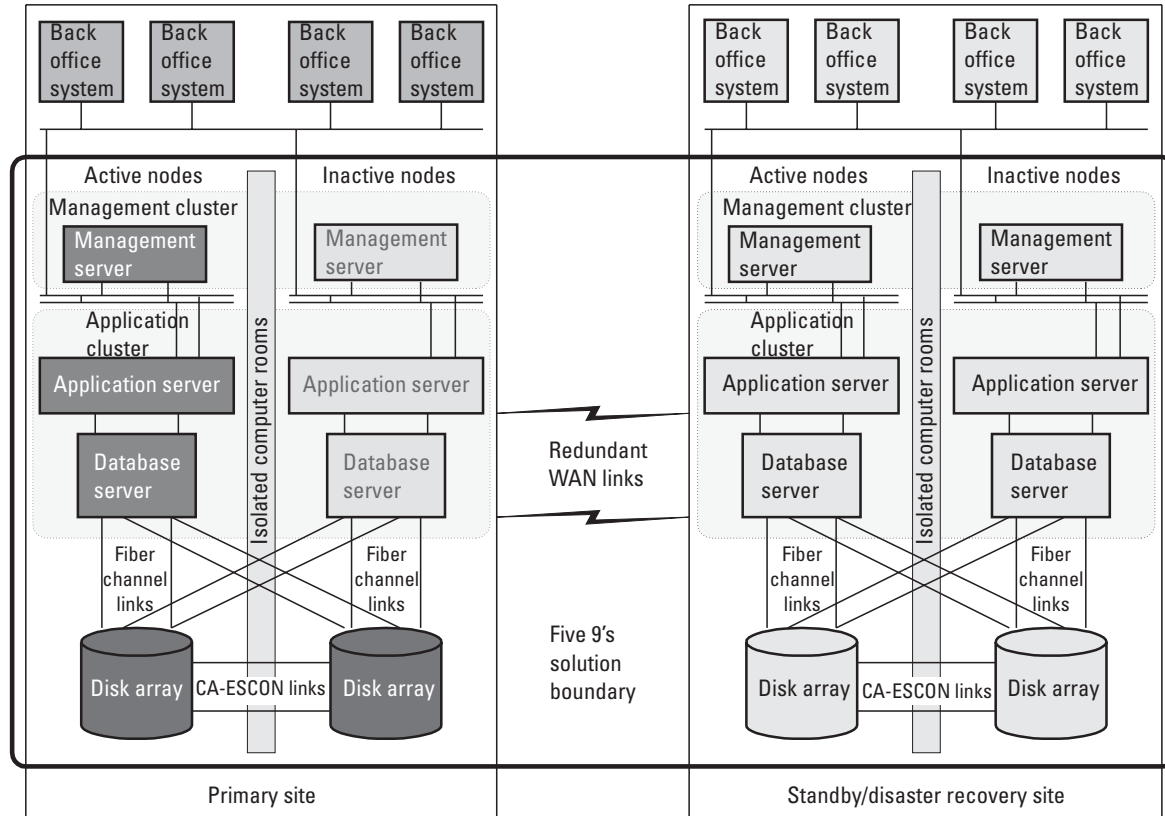 Back
office
system
Back
office
system
Back
office
system
Back
office
system
Back
office
system
Back
office
system
Back
office
system
Back
office
system
Active nodes
Inactive nodes
Management cluster
Management
server
Management
server
Isolated computer rooms
Application
cluster
Application server
Application server
Database
server
Database
server
Fiber
channel
links
Fiber
channel
links
Disk array
CA-ESCON links
Disk array
Primary site
Redundant
WAN links
Five 9's
solution
boundary
Active nodes
Inactive nodes
Management cluster
Management
server
Management
server
Isolated computer rooms
Application
cluster
Application server
Application server
Database
server
Database
server
Fiber
channel
links
Fiber
channel
links
Disk array
CA-ESCON links
Disk array
Standby/disaster recovery site